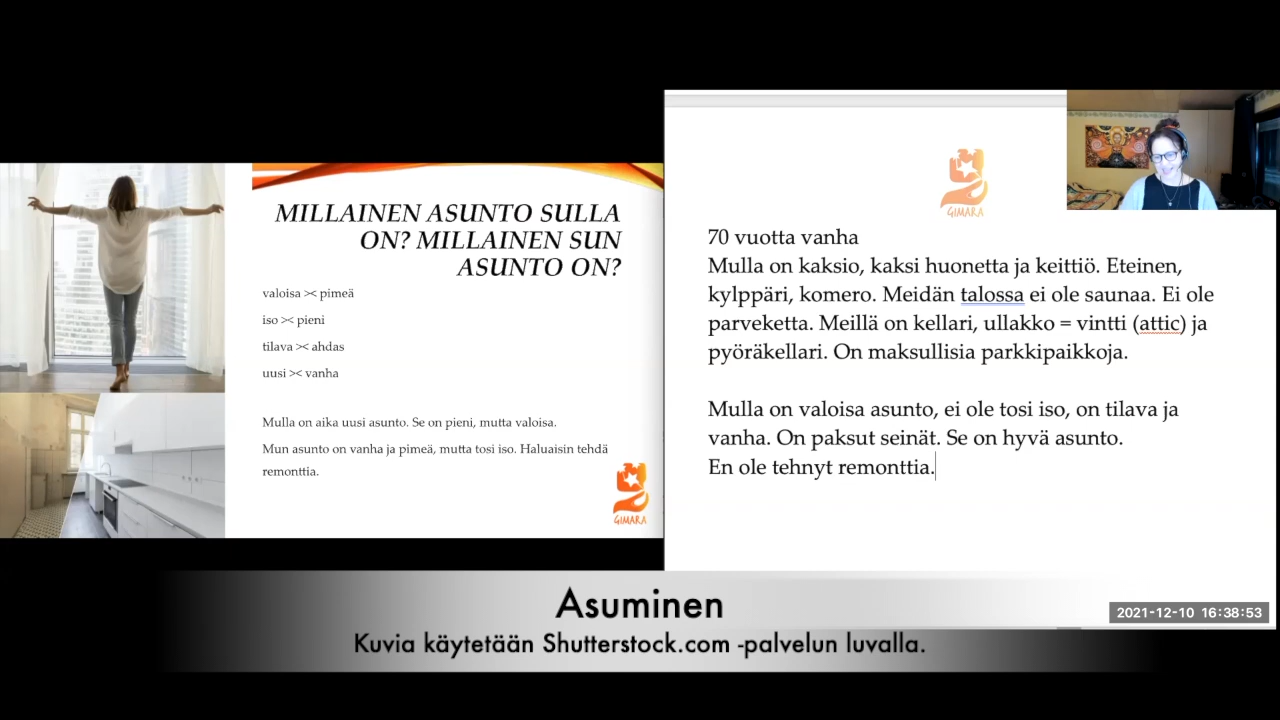 MILLAINEN ASUNTO SULLA
ON? MILLAINEN SUN
ASUNTO ON?
valoisa >< pimeä
iso >< pieni
tilava >< ahdas
uusi >< vanha
Mulla on aika uusi asunto. Se on pieni, mutta valoisa.
Mun asunto on vanha ja pimeä, mutta tosi iso. Haluaisin tehdä
remonttia.
GIMARA
GIMARA
70 vuotta vanha
Mulla on kaksio, kaksi huonetta ja keittiö. Eteinen,
kylppäri, komero. Meidän talossa ei ole saunaa. Ei ole
parveketta. Meillä on kellari, ullakko = vintti (attic) ja
pyöräkellari. On maksullisia parkkipaikkoja.
Mulla on valoisa asunto, ei ole tosi iso, on tilava ja
vanha. On paksut seinät. Se on hyvä asunto.
En ole tehnyt remonttia.
Asuminen
Kuvia käytetään Shutterstock.com -palvelun luvalla.
2021-12-10 16:38:53